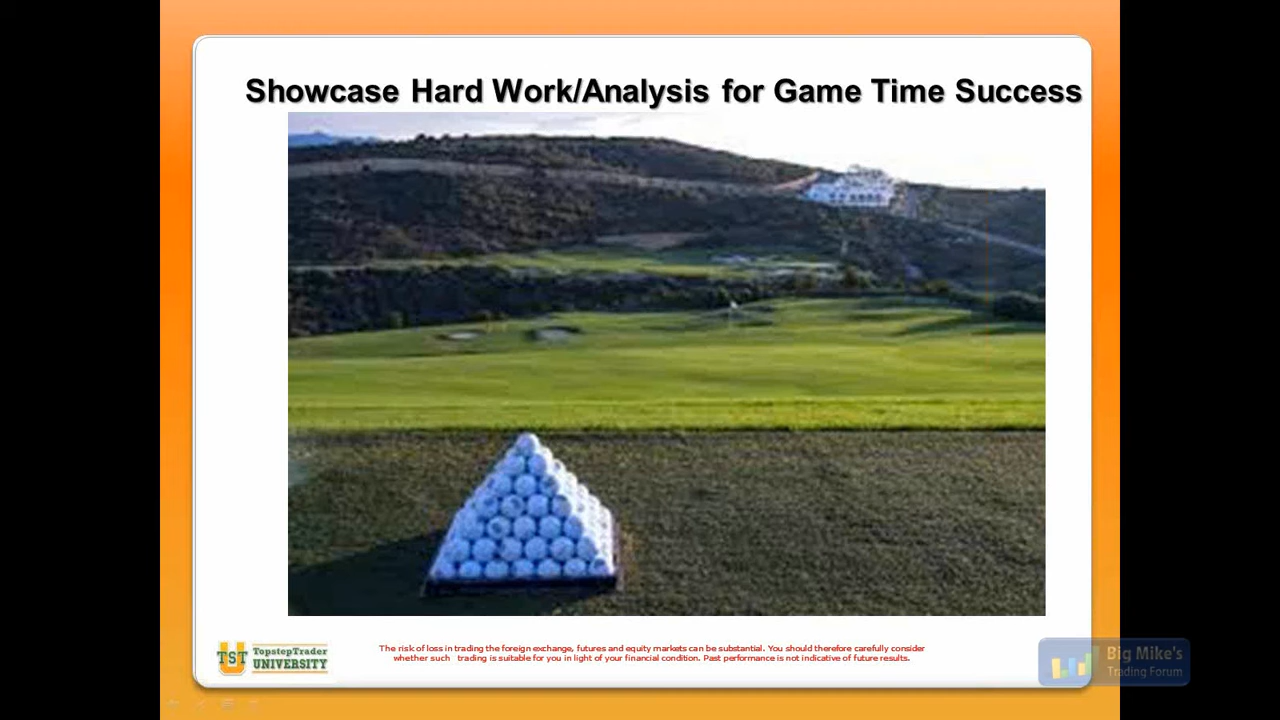 Showcase Hard Work/Analysis for Game Time Success
TST
TopstepTrader
UNIVERSITY
The risk of loss in trading the foreign exchange, futures and equity markets can be substantial. You should therefore carefully consider
whether such trading is suitable for you in light of your financial condition. Past performance is not indicative of future results.
Big Mike's
Trading Forum